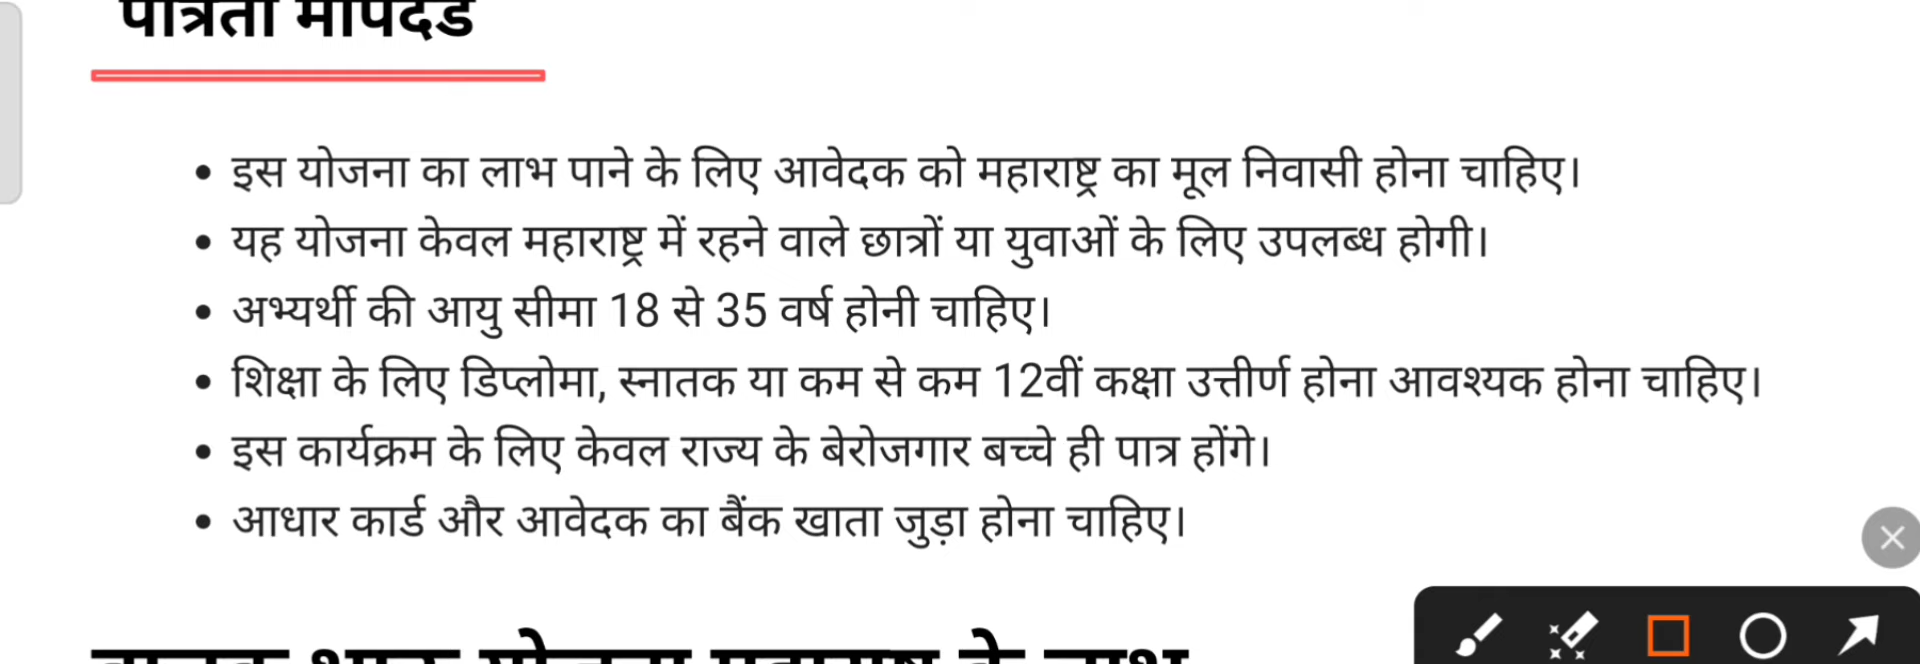 पात्रता मापदंड
इस योजना का लाभ पाने के लिए आवेदक को महाराष्ट्र का मूल निवासी होना चाहिए।
यह योजना केवल महाराष्ट्र में रहने वाले छात्रों या युवाओं के लिए उपलब्ध होगी।
अभ्यर्थी की आयु सीमा 18 से 35 वर्ष होनी चाहिए।
शिक्षा के लिए डिप्लोमा, स्नातक या कम से कम 12वीं कक्षा उत्तीर्ण होना आवश्यक होना चाहिए।
इस कार्यक्रम के लिए केवल राज्य के बेरोजगार बच्चे ही पात्र होंगे।
आधार कार्ड और आवेदक का बैंक खाता जुड़ा होना चाहिए।